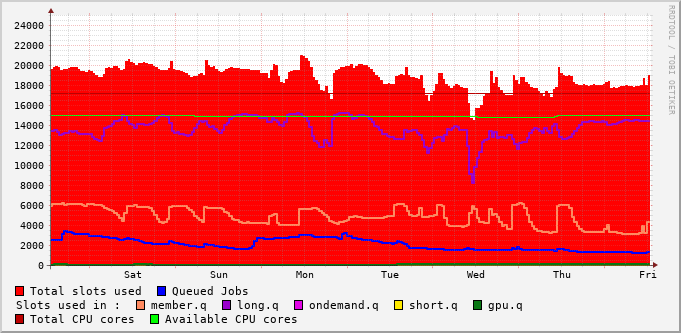 24000
22000
20000
18000
16000
14000
12000
10000
8000
6000
4000
2000
0
Sat Sun Mon Tue Wed Thu Fri
RRDTOOL / TOBI OETIKER
Total slots used Queued Jobs
Slots used in : member.q long.q ondemand.q short.q gpu.q
Total CPU cores Available CPU cores